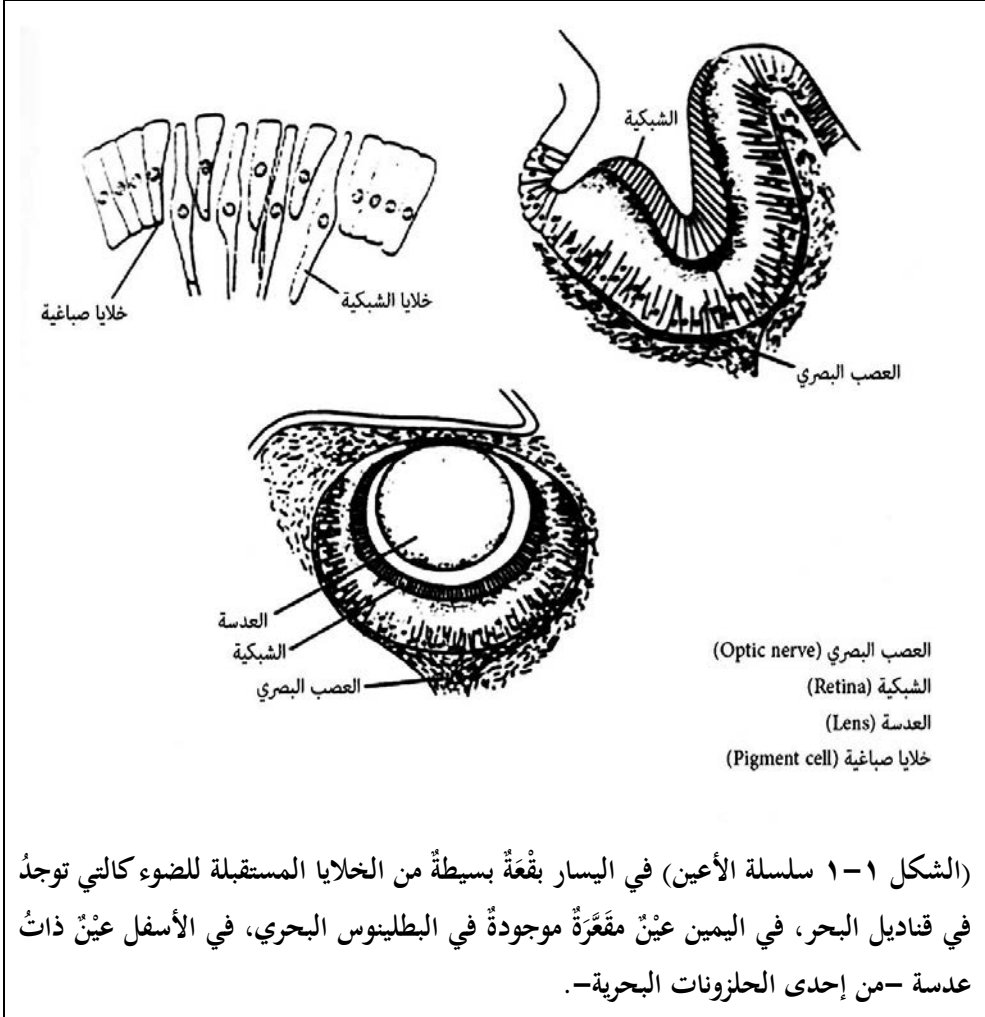 الشبكية
خلايا الشبكية
خلايا صباغية
العصب البصري
العدسة
الشبكية
العصب البصري
العصب البصري (Optic nerve)
الشبكية (Retina)
العدسة (Lens)
خلايا صباغية (Pigment cell)
(الشكل ١-١ سلسلة الأعين) في اليسار بقْعَةٌ بسيطةٌ من الخلايا المستقبلة للضوء كالتي توجدُ
في قناديل البحر، في اليمين عيْنٌ مقَعَّرَةٌ موجودةٌ في البطلينوس البحري، في الأسفل عيْنٌ ذاتُ
عدسة -من إحدى الحلزونات البحرية-.